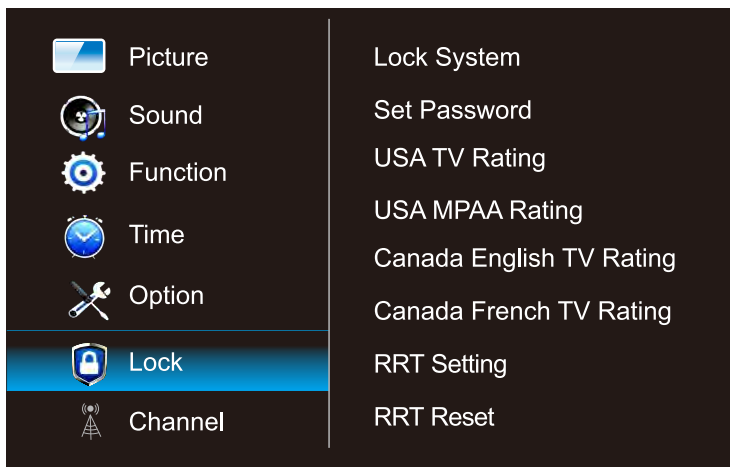 Picture
Sound
Function
Time
Option
Lock
Channel
Lock System
Set Password
USA TV Rating
USA MPAA Rating
Canada English TV Rating
Canada French TV Rating
RRT Setting
RRT Reset